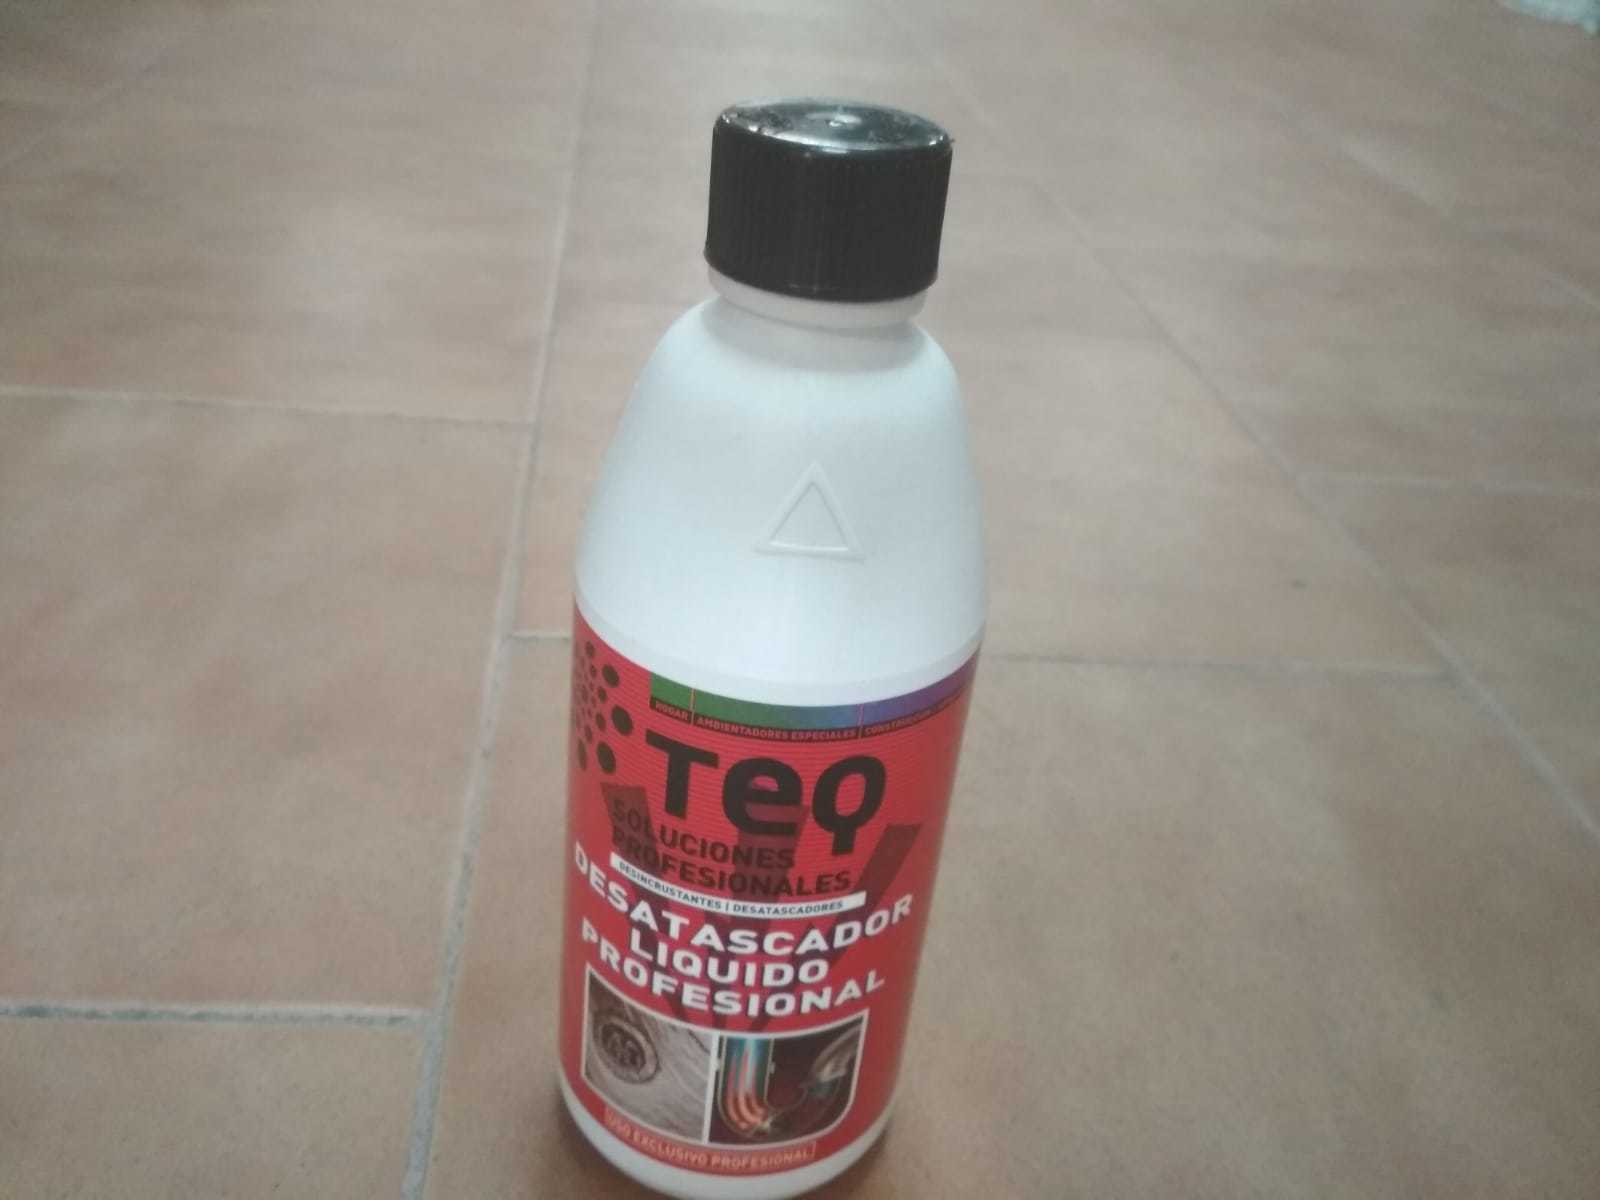 HOGAR | AMBIENTADORES ESPECIALES |
TeQ
SOLUCIONES
PROFESIONALES
DESINCRUSTANTES | DESATASCADORES
DESATASCADOR
LIQUIDO
PROFESIONAL
USO EXCLUSIVO PROFESIONAL